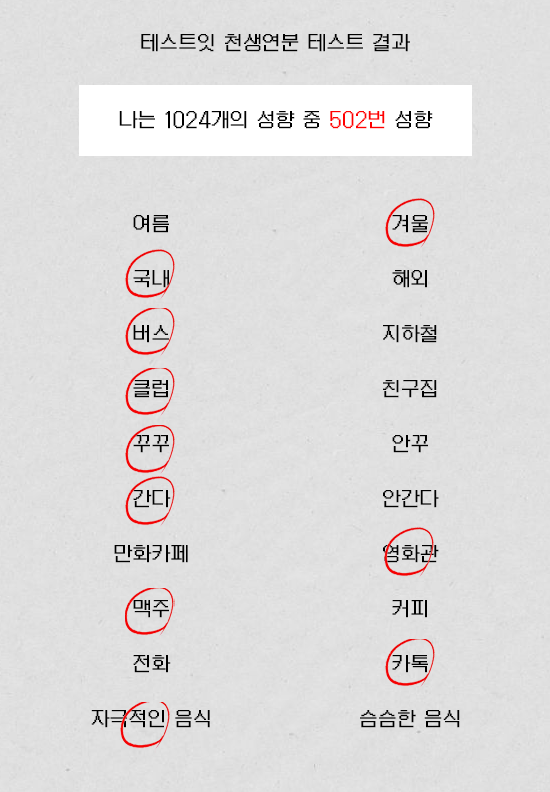 테스트잇 천생연분 테스트 결과
나는 1024개의 성향 중 502번 성향
여름 겨울
국내 해외
버스 지하철
클럽 친구집
꾸꾸 안꾸
간다 안간다
만화카페 영화관
맥주 커피
전화 카톡
자극적인 음식 슴슴한 음식